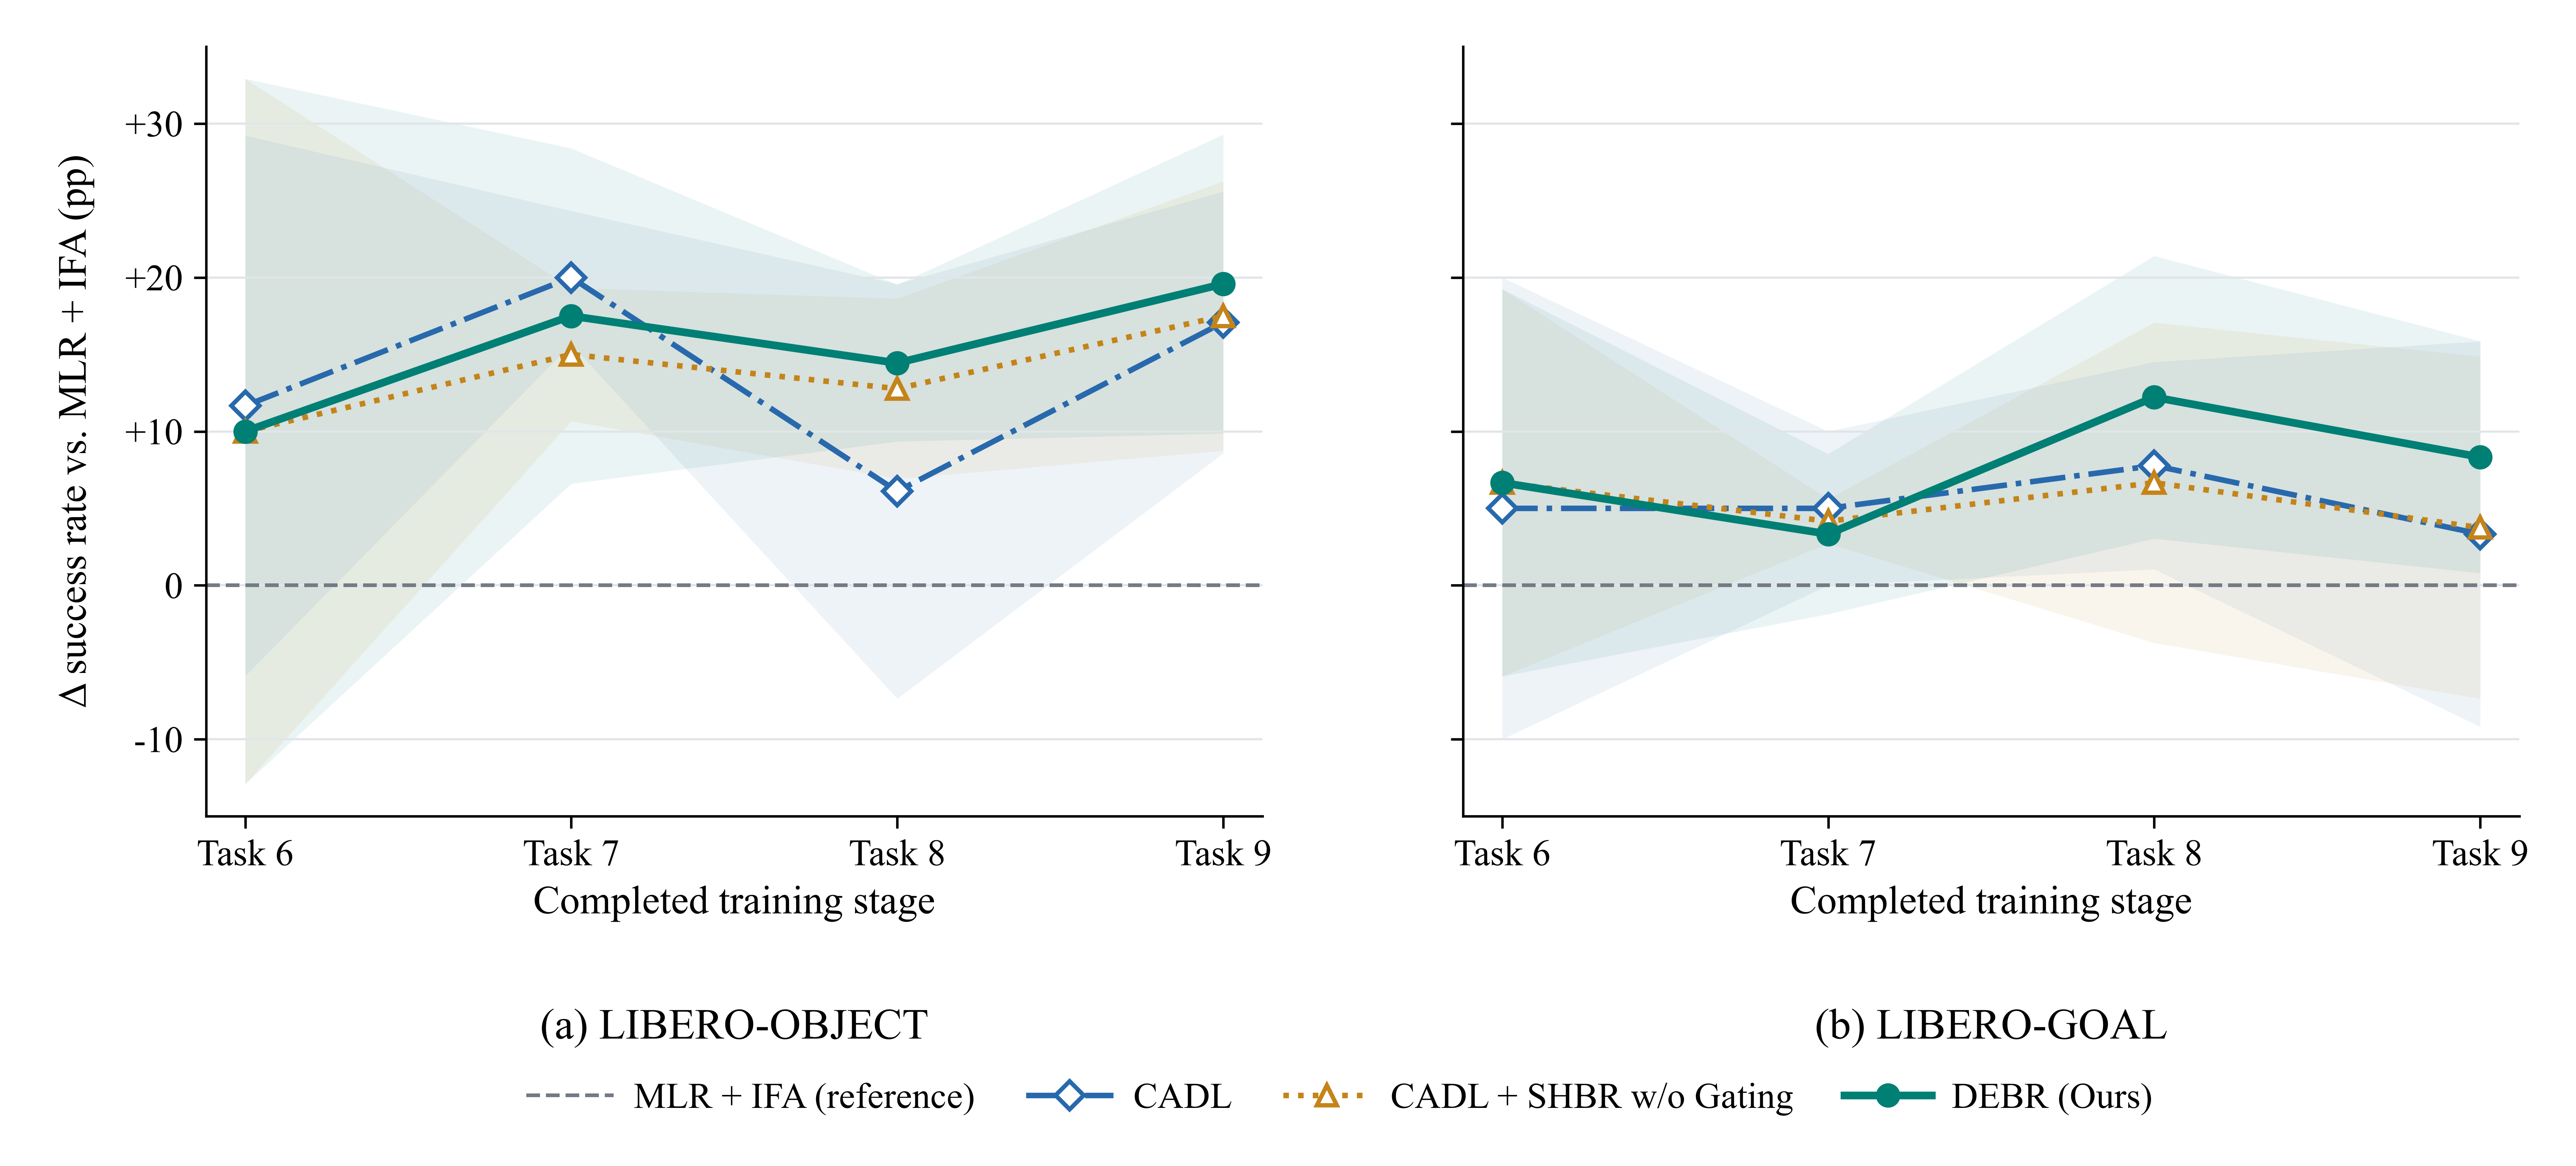 Δ success rate vs. MLR + IFA (pp)
+30
+20
+10
0
-10
Task 6 Task 7 Task 8 Task 9
Completed training stage
(a) LIBERO-OBJECT
Task 6 Task 7 Task 8 Task 9
Completed training stage
(b) LIBERO-GOAL
MLR + IFA (reference) CADL CADL + SHBR w/o Gating DEBR (Ours)